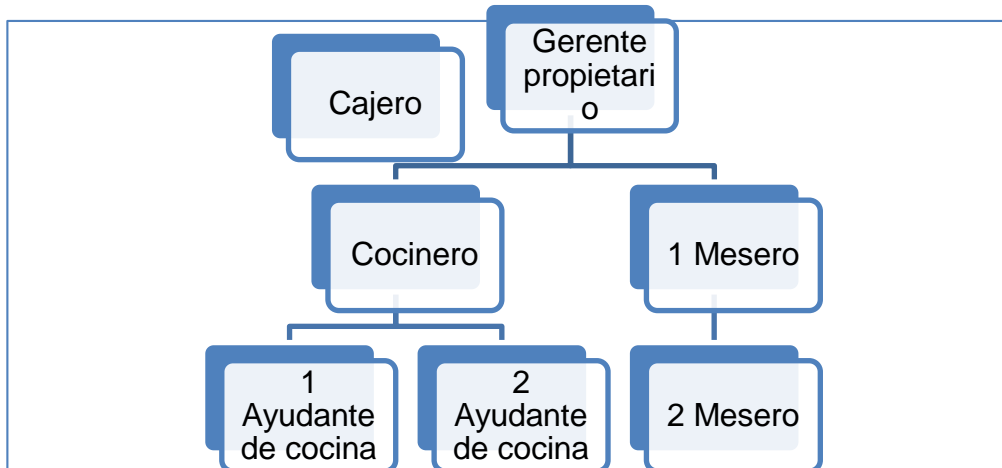 Gerente
propietari
o
Cajero
Cocinero
1 Mesero
1
Ayudante
de cocina
2
Ayudante
de cocina
2 Mesero